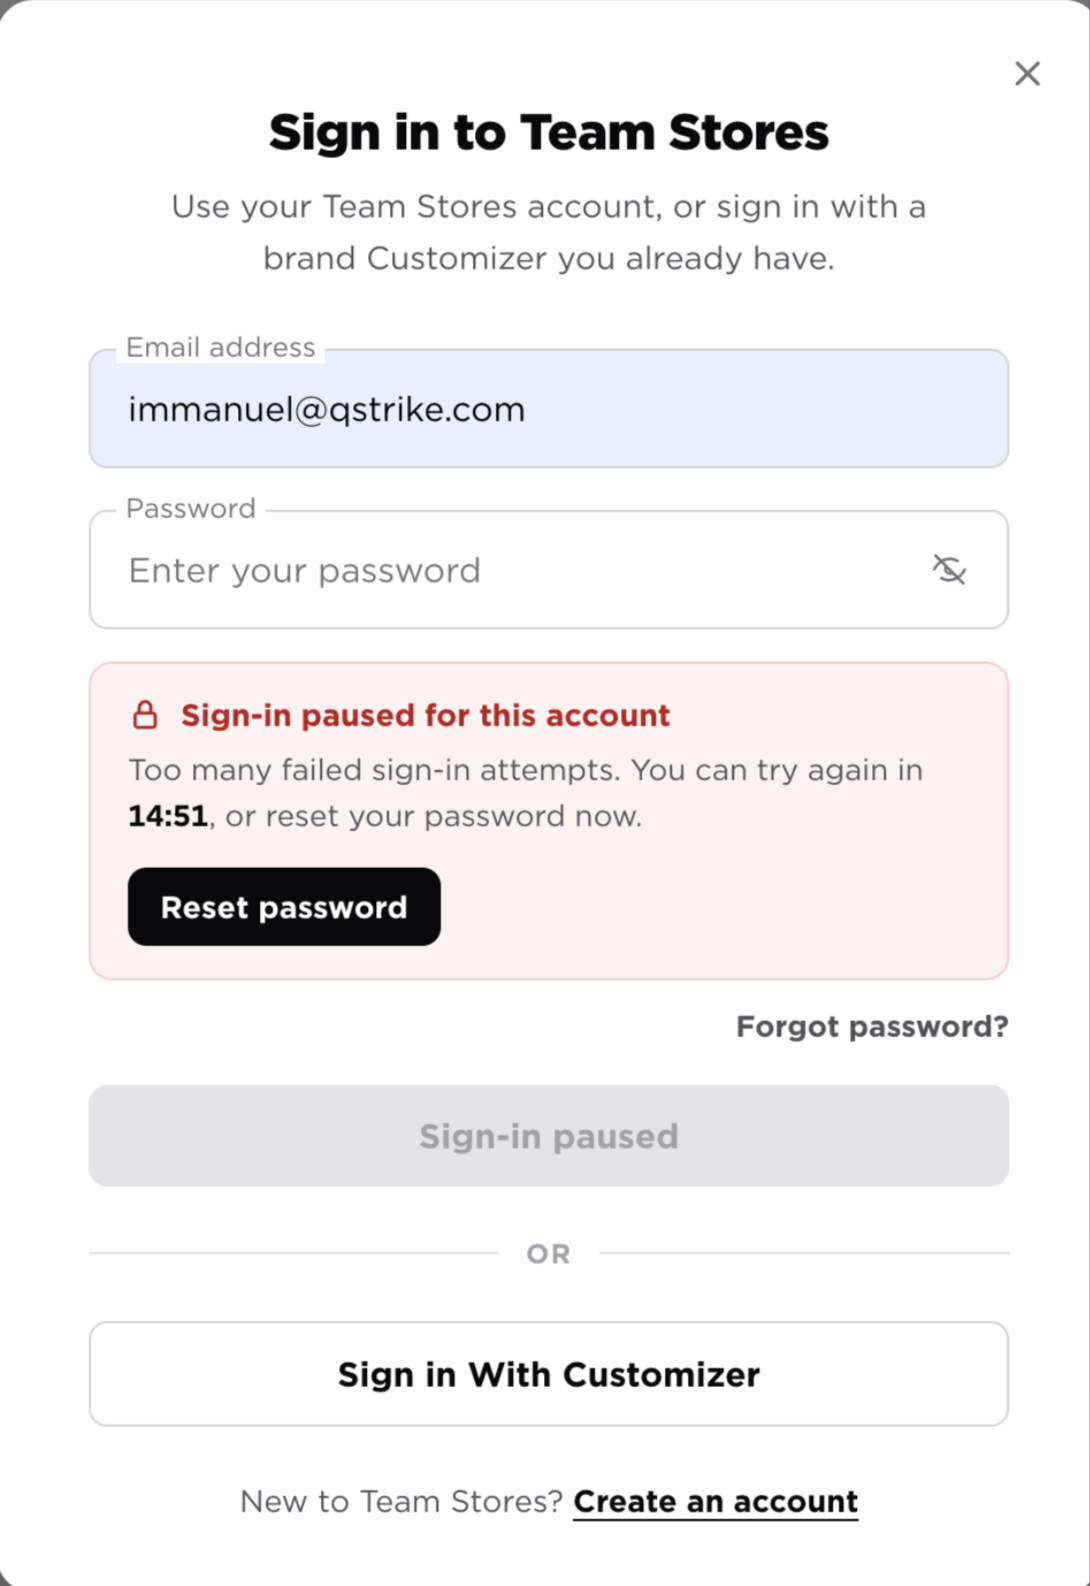 Sign in to Team Stores
Use your Team Stores account, or sign in with a
brand Customizer you already have.
Email address
immanuel@qstrike.com
Password
Enter your password
Sign-in paused for this account
Too many failed sign-in attempts. You can try again in
14:51, or reset your password now.
Reset password
Forgot password?
Sign-in paused
OR
Sign in With Customizer
New to Team Stores? Create an account